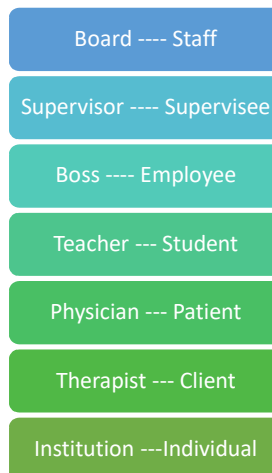 Board ---- Staff
Supervisor ---- Supervisee
Boss ---- Employee
Teacher --- Student
Physician --- Patient
Therapist --- Client
Institution ---Individual